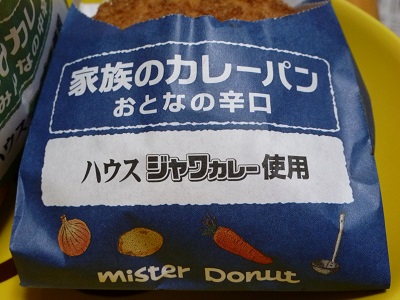 家族のカレーパン
おとなの辛口
ハウスジャワカレー使用
mister Donut